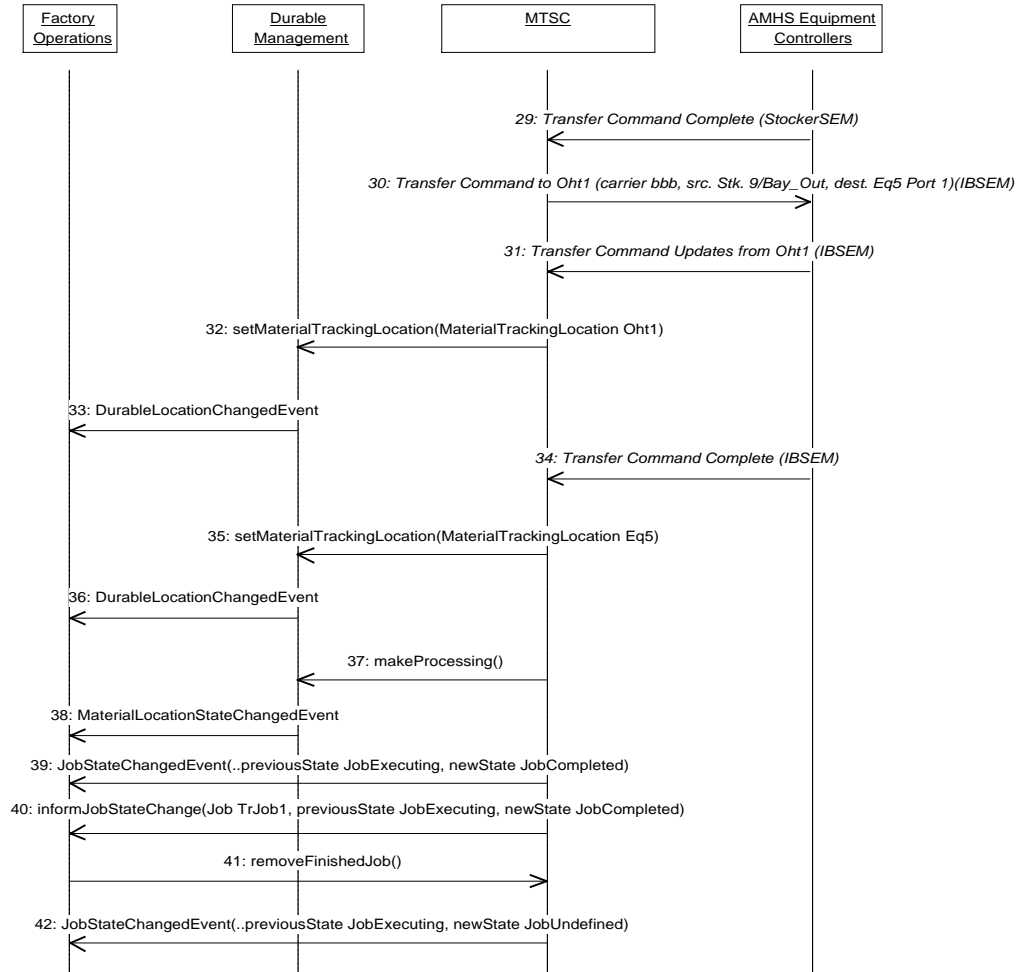 Factory
Operations
Durable
Management
MTSC
AMHS Equipment
Controllers
29: Transfer Command Complete (StockerSEM)
30: Transfer Command to Oht1 (carrier bbb, src. Stk. 9/Bay_Out, dest. Eq5 Port 1)(IBSEM)
31: Transfer Command Updates from Oht1 (IBSEM)
32: setMaterialTrackingLocation(MaterialTrackingLocation Oht1)
33: DurableLocationChangedEvent
34: Transfer Command Complete (IBSEM)
35: setMaterialTrackingLocation(MaterialTrackingLocation Eq5)
36: DurableLocationChangedEvent
37: makeProcessing()
38: MaterialLocationStateChangedEvent
39: JobStateChangedEvent(..previousState JobExecuting, newState JobCompleted)
40: informJobStateChange(Job TrJob1, previousState JobExecuting, newState JobCompleted)
41: removeFinishedJob()
42: JobStateChangedEvent(..previousState JobExecuting, newState JobUndefined)